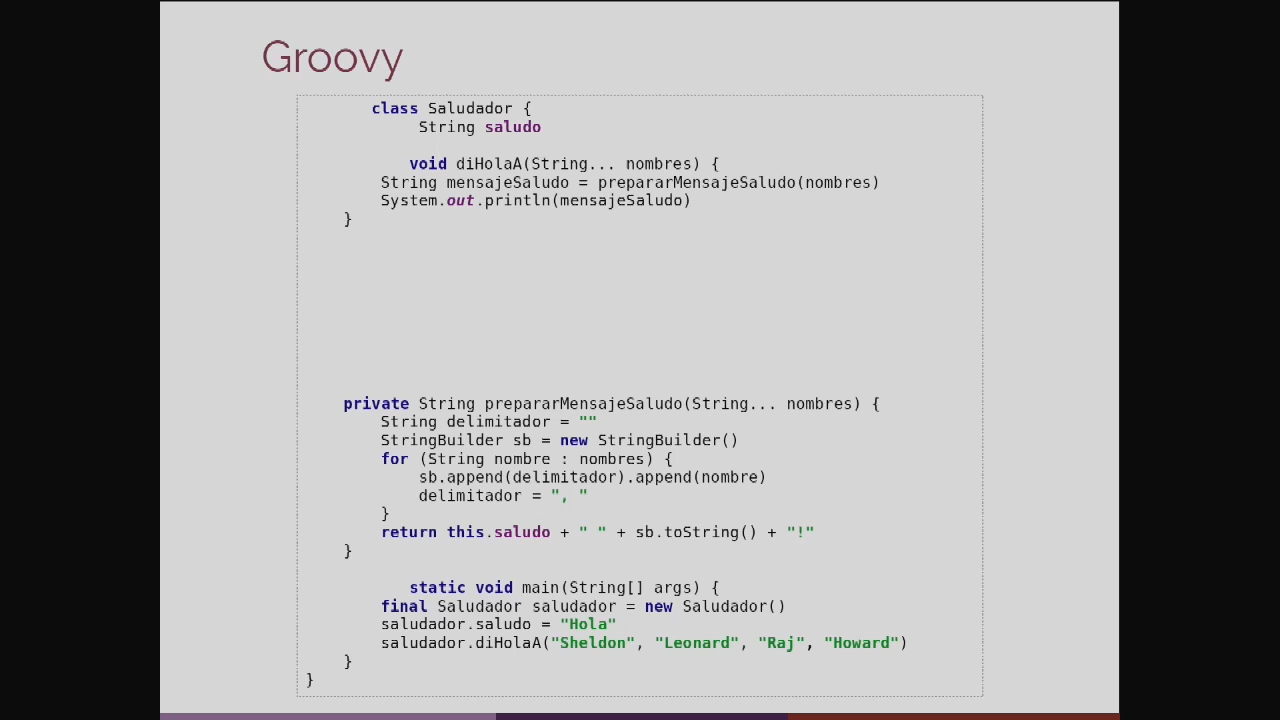 Groovy
class Saludador {
String saludo
void diHolaA(String... nombres) {
String mensajeSaludo = prepararMensajeSaludo(nombres)
System.out.println(mensajeSaludo)
}
private String prepararMensajeSaludo(String... nombres) {
String delimitador = ""
StringBuilder sb = new StringBuilder()
for (String nombre : nombres) {
sb.append(delimitador).append(nombre)
delimitador = ", "
}
return this.saludo + " " + sb.toString() + "!"
}
static void main(String[] args) {
final Saludador saludador = new Saludador()
saludador.saludo = "Hola"
saludador.diHolaA("Sheldon", "Leonard", "Raj", "Howard")
}
}